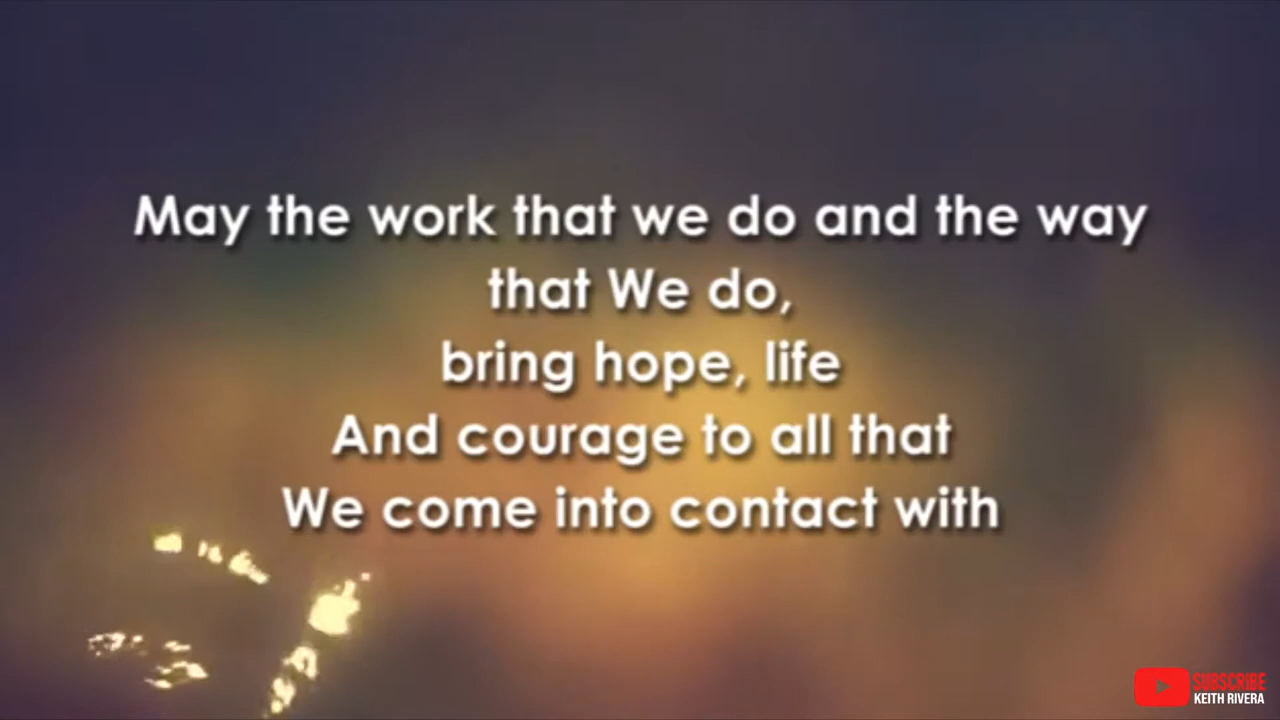 May the work that we do and the way
that We do,
bring hope, life
And courage to all that
We come into contact with
SUBSCRIBE
KEITH RIVERA